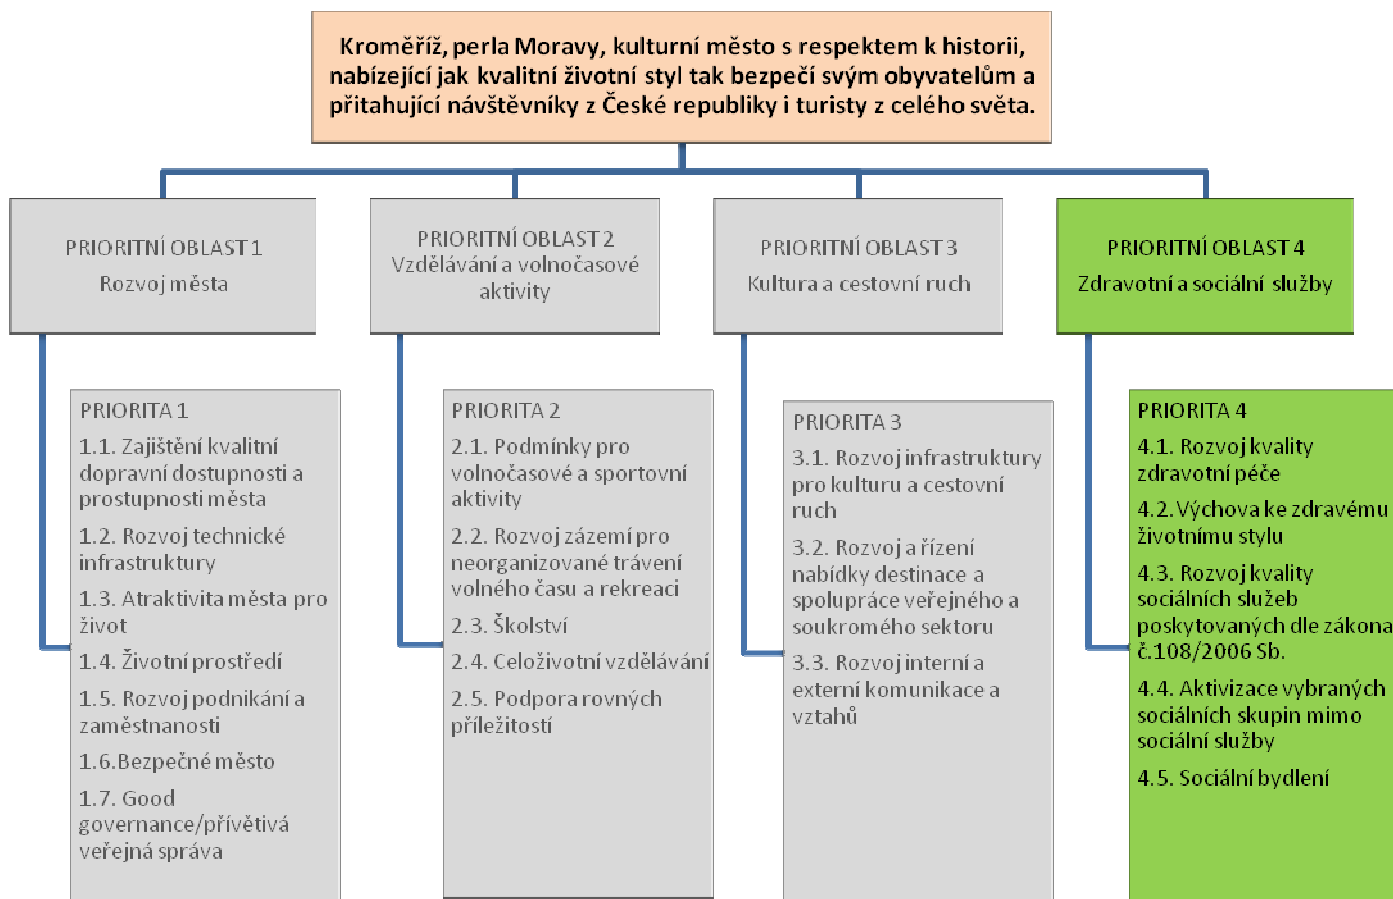 Kroměříž, perla Moravy, kulturní město s respektem k historii,
nabízející jak kvalitní životní styl tak bezpečí svým obyvatelům a
přitahující návštěvníky z České republiky i turisty z celého světa.
PRIORITNÍ OBLAST 1
Rozvoj města
PRIORITNÍ OBLAST 2
Vzdělávání a volnočasové
aktivity
PRIORITNÍ OBLAST 3
Kultura a cestovní ruch
PRIORITNÍ OBLAST 4
Zdravotní a sociální služby
PRIORITA 1
1.1. Zajištění kvalitní
dopravní dostupnosti a
prostupnosti města
1.2. Rozvoj technické
infrastruktury
1.3. Atraktivita města pro
život
1.4. Životní prostředí
1.5. Rozvoj podnikání a
zaměstnanosti
1.6.Bezpečné město
1.7. Good
governance/přívětivá
veřejná správa
PRIORITA 2
2.1. Podmínky pro
volnočasové a sportovní
aktivity
2.2. Rozvoj zázemí pro
neorganizované trávení
volného času a rekreaci
2.3. Školství
2.4. Celoživotní vzdělávání
2.5. Podpora rovných
příležitostí
PRIORITA 3
3.1. Rozvoj infrastruktury
pro kulturu a cestovní
ruch
3.2. Rozvoj a řízení
nabídky destinace a
spolupráce veřejného a
soukromého sektoru
3.3. Rozvoj interní a
externí komunikace a
vztahů
PRIORITA 4
4.1. Rozvoj kvality
zdravotní péče
4.2.Výchova ke zdravému
životnímu stylu
4.3. Rozvoj kvality
sociálních služeb
poskytovaných dle zákona
č.108/2006 Sb.
4.4. Aktivizace vybraných
sociálních skupin mimo
sociální služby
4.5. Sociální bydlení